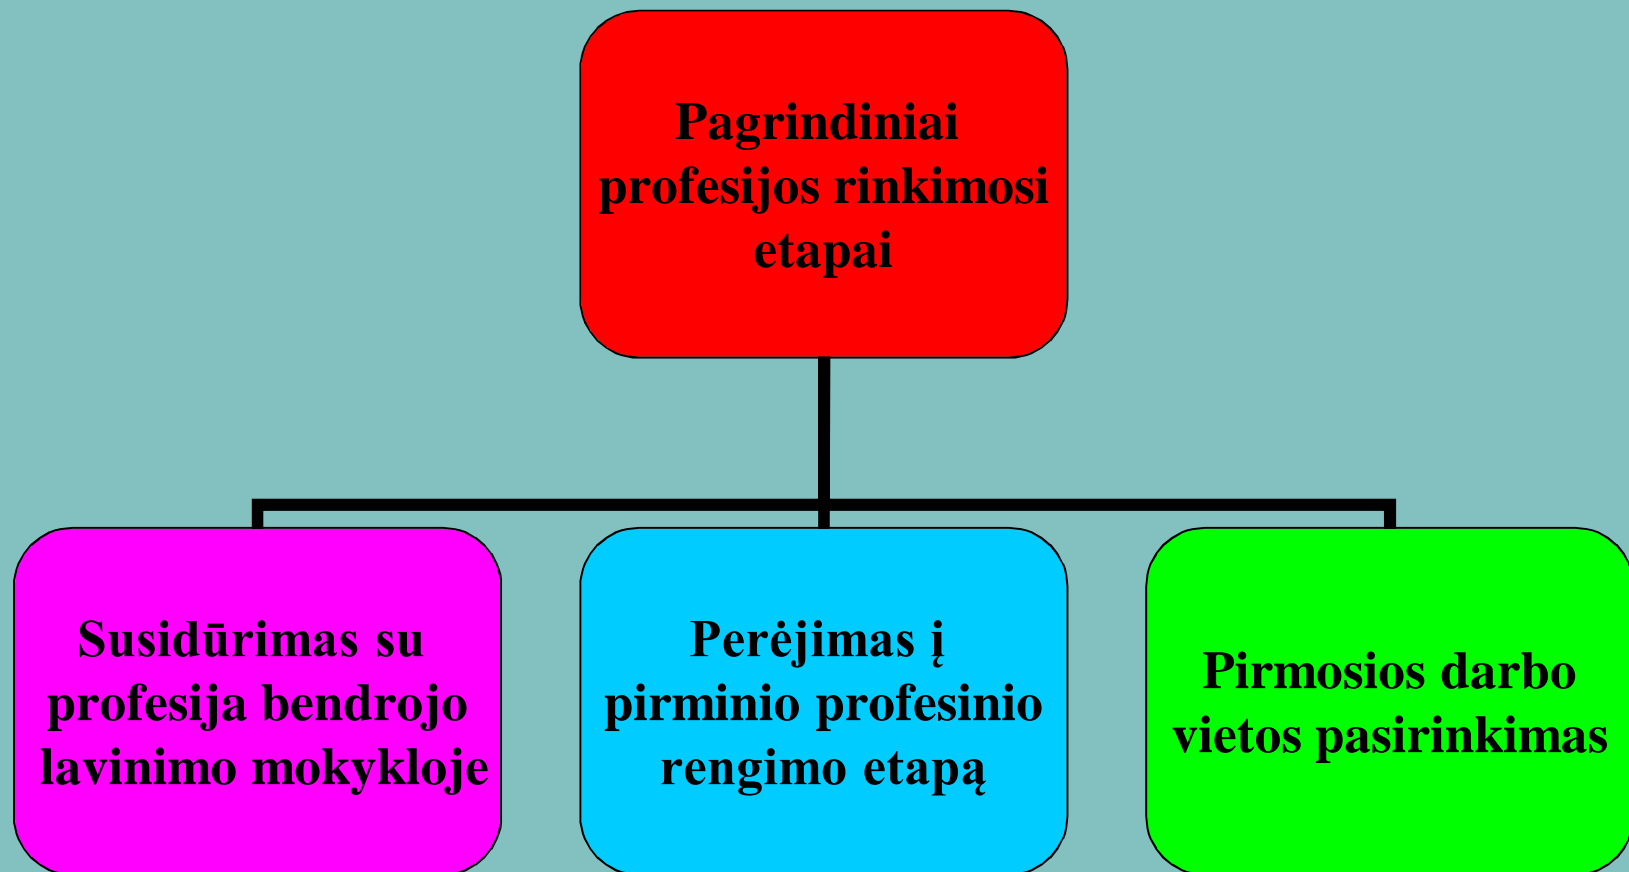 Pagrindiniai
profesijos rinkimosi
etapai
Susidūrimas su
profesija bendrojo
lavinimo mokykloje
Perėjimas į
pirminio profesinio
rengimo etapą
Pirmosios darbo
vietos pasirinkimas